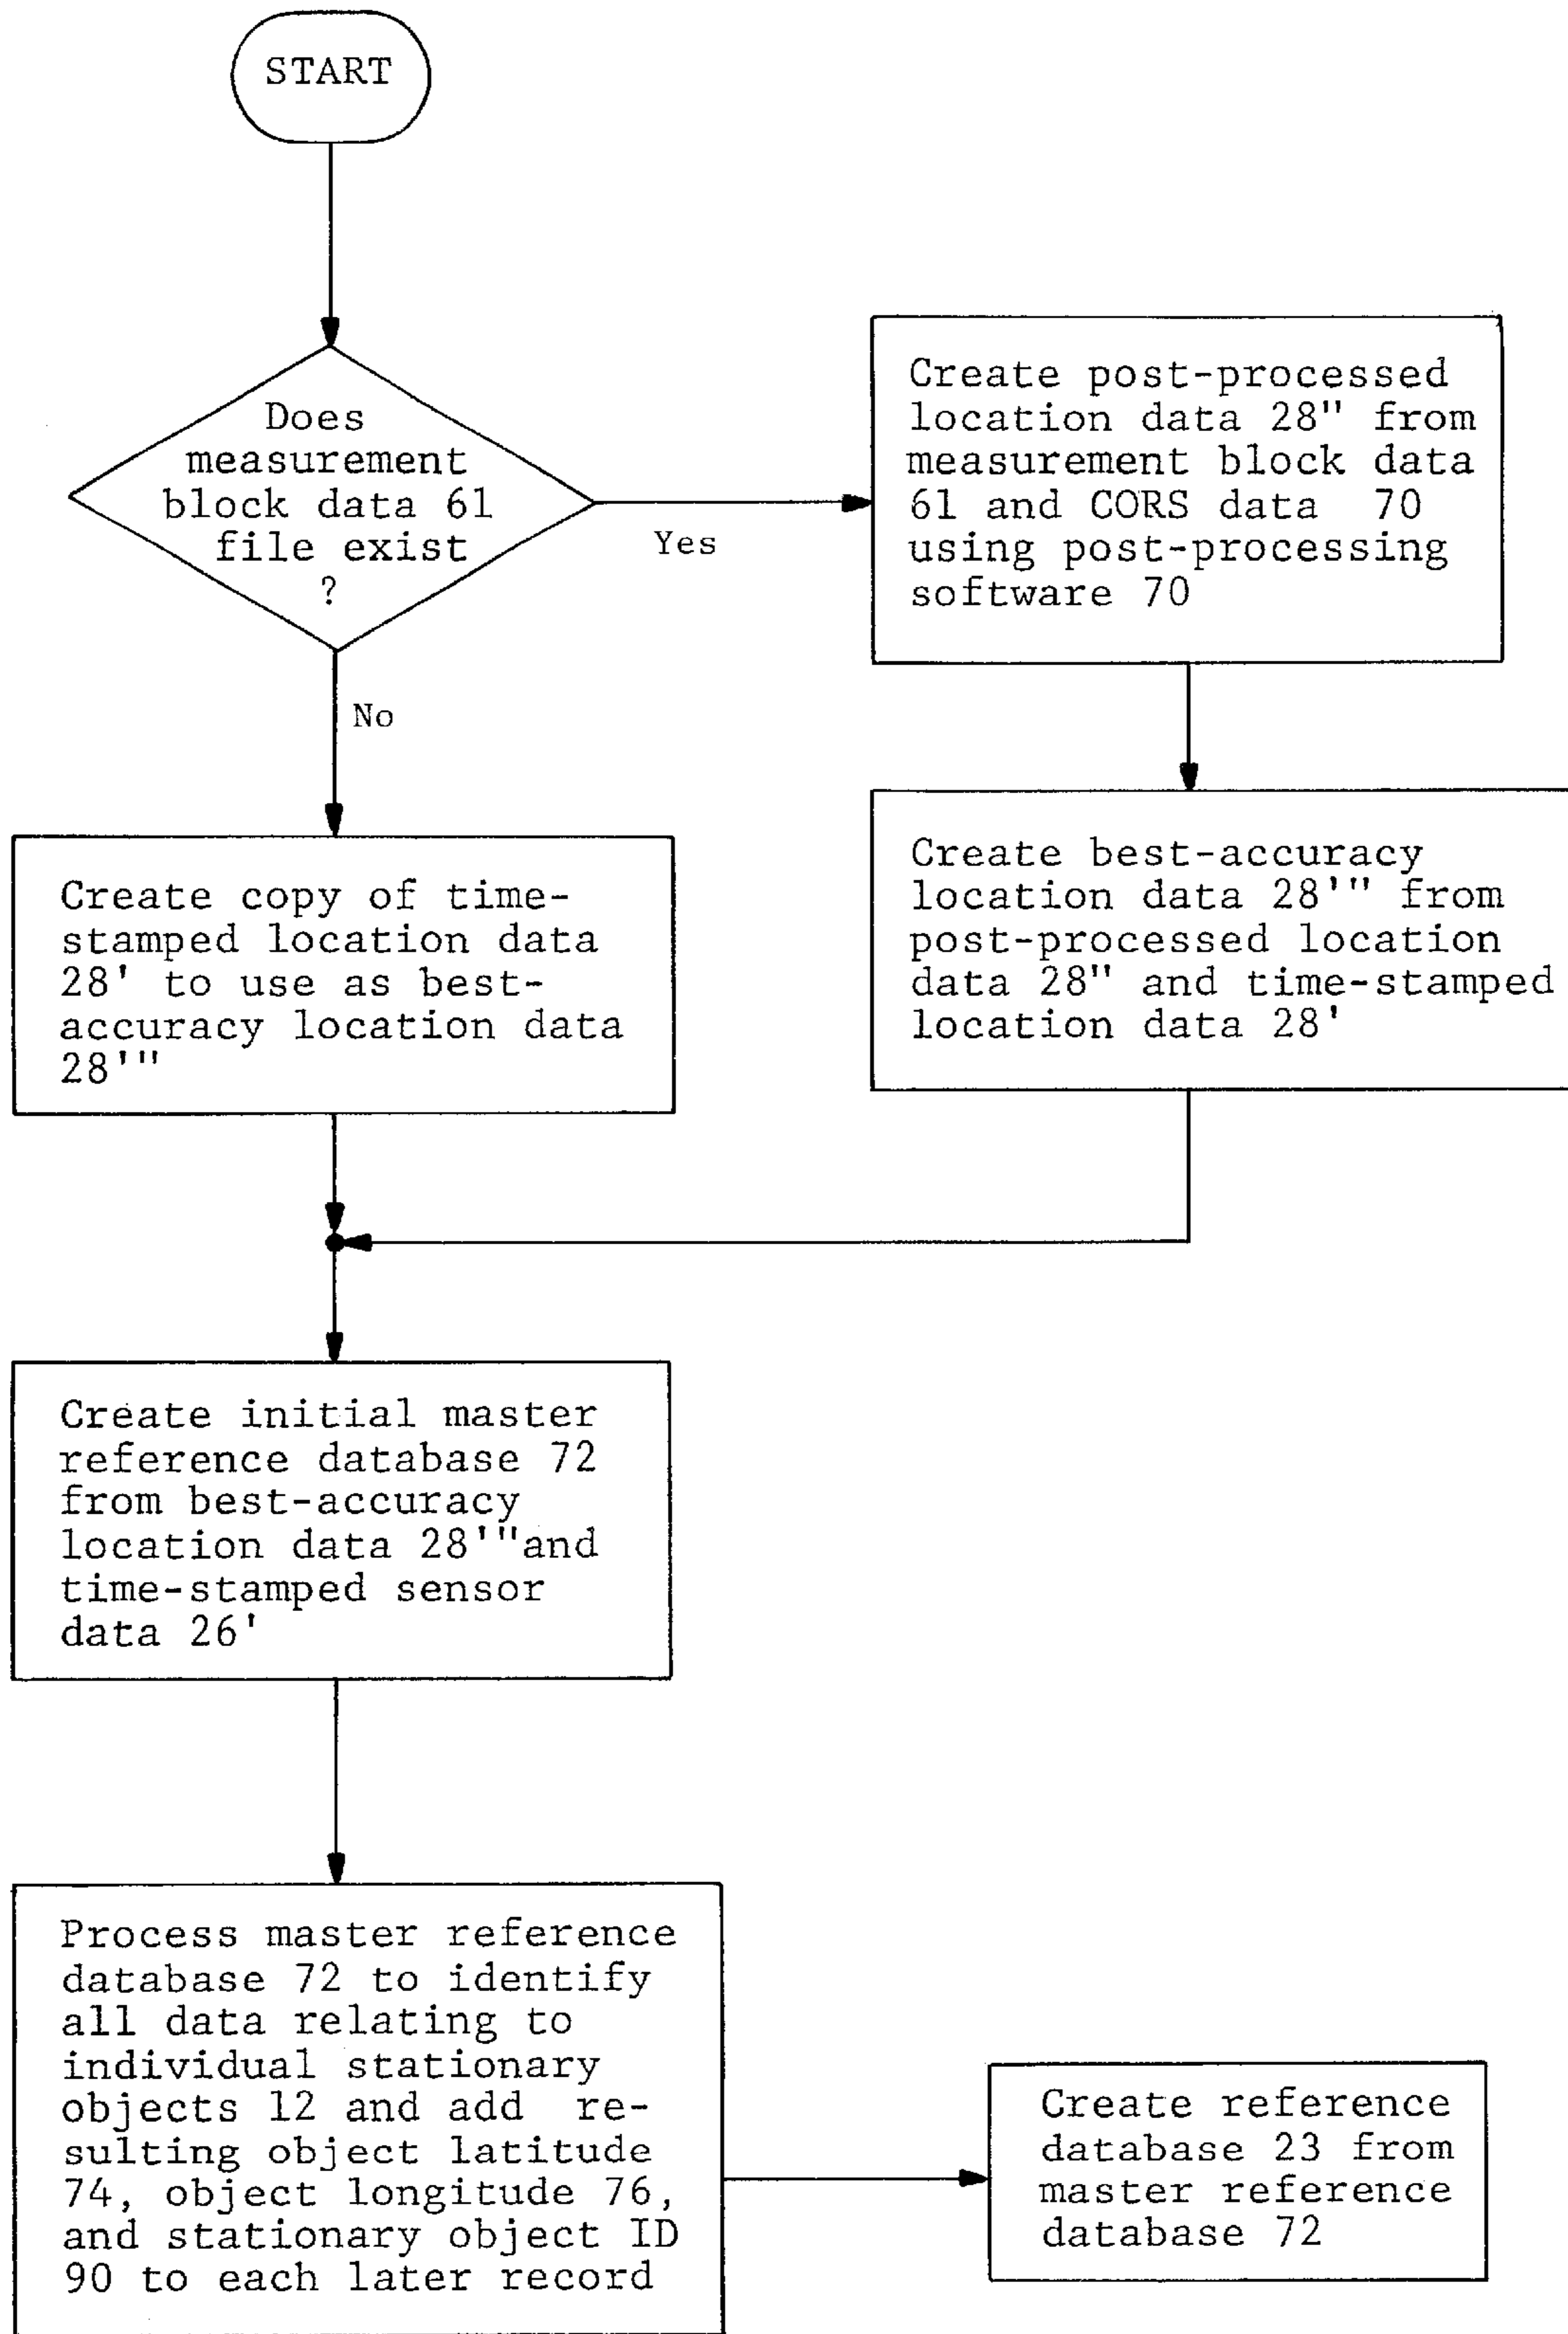 START
Does
measurement
block data 61
file exist
?
Yes
No
Create post-processed
location data 28" from
measurement block data
61 and CORS data 70
using post-processing
software 70
Create best-accuracy
location data 28'" from
post-processed location
data 28" and time-stamped
location data 28'
Create copy of time-
stamped location data
28' to use as best-
accuracy location data
28'"
Create initial master
reference database 72
from best-accuracy
location data 28'"and
time-stamped sensor
data 26'
Process master reference
database 72 to identify
all data relating to
individual stationary
objects 12 and add re-
sulting object latitude
74, object longitude 76,
and stationary object ID
90 to each later record
Create reference
database 23 from
master reference
database 72